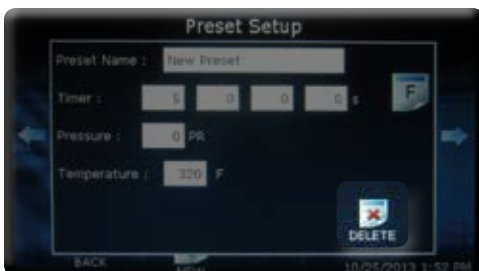 Preset Setup
Preset Name : New Preset
Timer : 5 0 0 0 s
F
Pressure : 0 PR
Temperature : 320 F
DELETE
BACK NEW 10/25/2013 1:52 PM